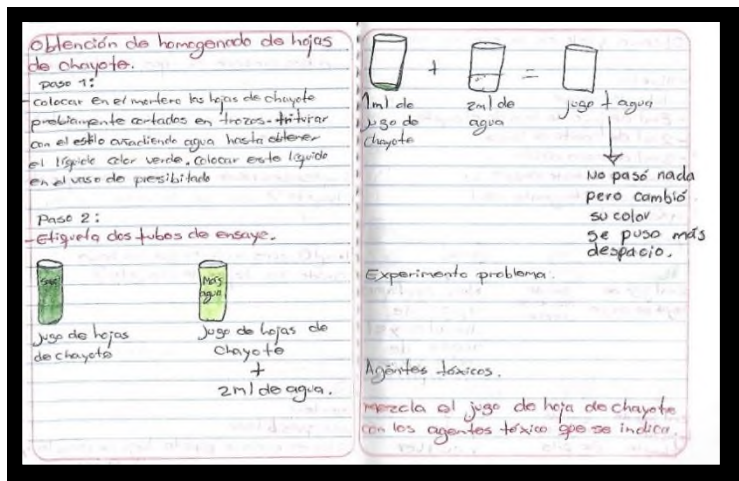 Obtención de homogenado de hojas
de chayote.
paso 1:
- colocar en el mortero las hojas de chayote
prebiamente cortados en trozos - triturar
con el estilo añadiendo agua hasta obtener
el líquido color verde, colocar este líquido
en el vaso de presibitado
Paso 2:
- Etiqueta dos tubos de ensaye.
Más
agua
Jugo de hojas
de chayote
Jugo de hojas de
chayote
+
2ml de agua.
+
=
1ml de
jugo de
chayote
2ml de
agua
jugo + agua
No pasó nada
pero cambió
su color
se puso más
despacio.
Experimento problema.
Agentes tóxicos.
mezcla el jugo de hoja de chayote
con los agentes tóxico que se indica